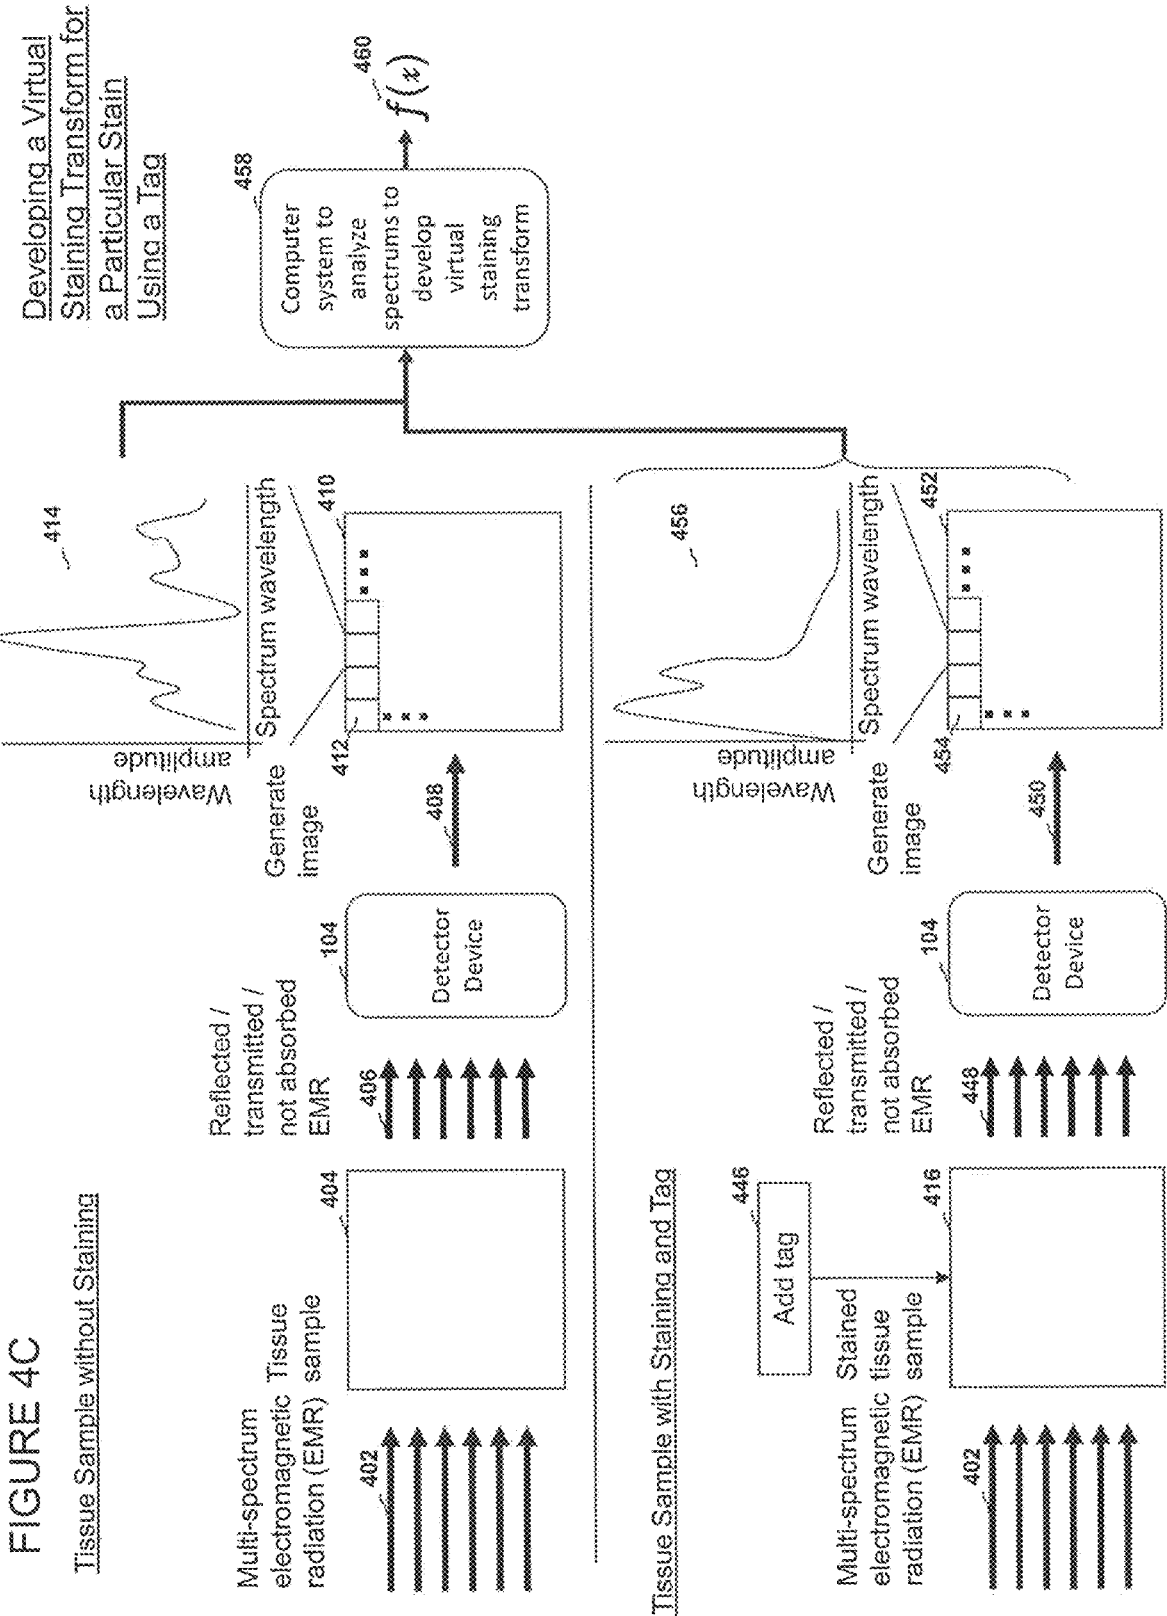 FIGURE 4C
Developing a Virtual
Staining Transform for
a Particular Stain
Using a Tag
Tissue Sample without Staining
Multi-spectrum
electromagnetic
radiation (EMR)
402
Tissue
sample
404
Reflected /
transmitted /
not absorbed
EMR
406
104
Detector
Device
408
Generate
image
Wavelength
amplitude
414
Spectrum wavelength
412
410
458
Computer
system to
analyze
spectrums to
develop
virtual
staining
transform
460
f(x)
Tissue Sample with Staining and Tag
446
Add tag
Multi-spectrum
electromagnetic
radiation (EMR)
402
Stained
tissue
sample
416
Reflected /
transmitted /
not absorbed
EMR
448
104
Detector
Device
450
Generate
image
Wavelength
amplitude
456
Spectrum wavelength
454
452